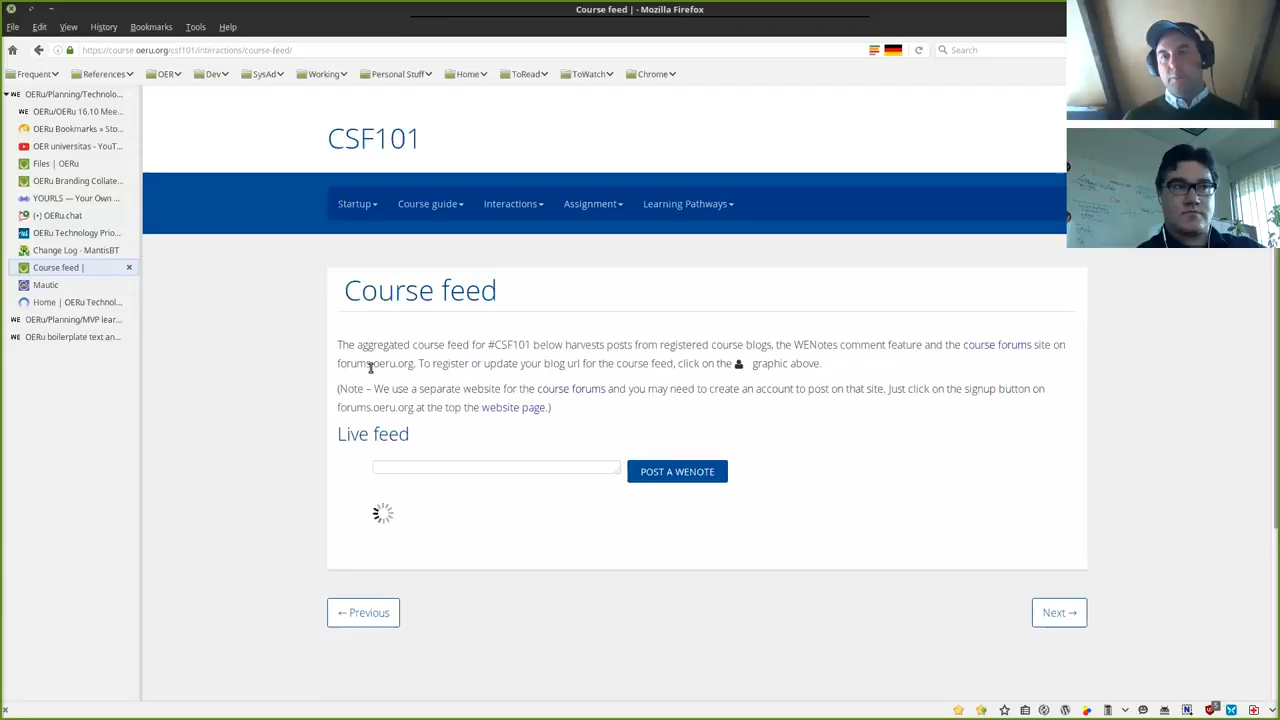 Course feed | - Mozilla Firefox
File Edit View History Bookmarks Tools Help
https://course.oeru.org/csf101/interactions/course-feed/
Search
Frequent References OER Dev SysAd Working Personal Stuff Home ToRead ToWatch Chrome
OERu/Planning/Technolo...
OERu/OERu 16.10 Mee...
OERu Bookmarks » Sto...
OER universitas - YouT...
Files | OERu
OERu Branding Collate...
YOURLS — Your Own ...
(•) OERu.chat
OERu Technology Prio...
Change Log - MantisBT
Course feed |
Mautic
Home | OERu Technol...
OERu/Planning/MVP lear...
OERu boilerplate text an...
CSF101
Startup Course guide Interactions Assignment Learning Pathways
Course feed
The aggregated course feed for #CSF101 below harvests posts from registered course blogs, the WENotes comment feature and the course forums site on
forums.oeru.org. To register or update your blog url for the course feed, click on the graphic above.
(Note – We use a separate website for the course forums and you may need to create an account to post on that site. Just click on the signup button on
forums.oeru.org at the top the website page.)
Live feed
POST A WENOTE
← Previous
Next →